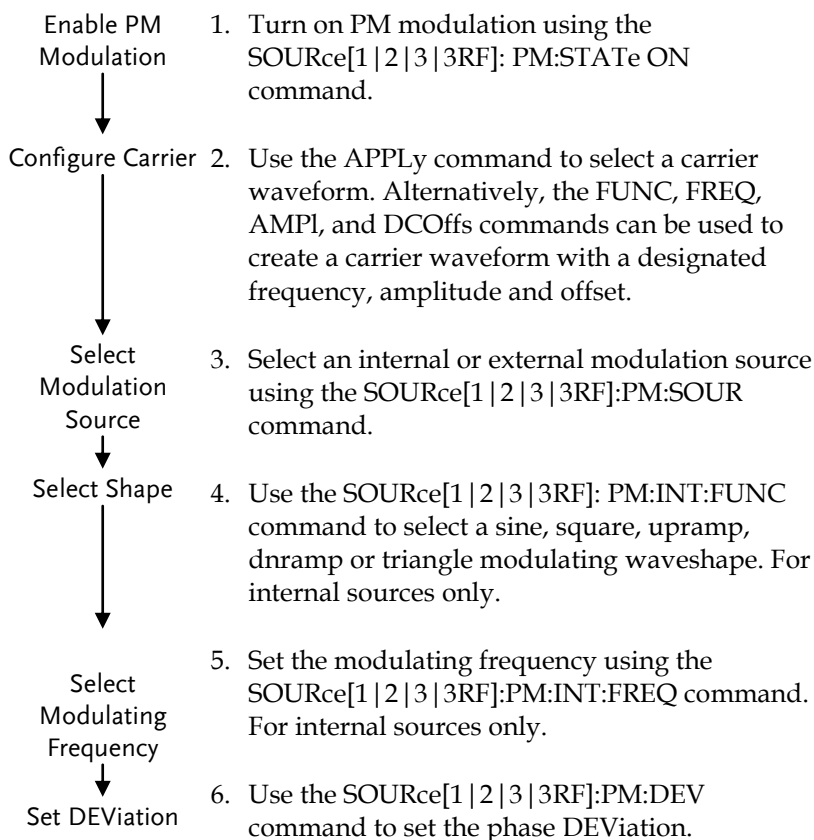 Enable PM
Modulation
1. Turn on PM modulation using the
SOURce[1|2|3|3RF]: PM:STATe ON
command.
Configure Carrier
2. Use the APPLy command to select a carrier
waveform. Alternatively, the FUNC, FREQ,
AMPl, and DCOffs commands can be used to
create a carrier waveform with a designated
frequency, amplitude and offset.
Select
Modulation
Source
3. Select an internal or external modulation source
using the SOURce[1|2|3|3RF]:PM:SOUR
command.
Select Shape
4. Use the SOURce[1|2|3|3RF]: PM:INT:FUNC
command to select a sine, square, upramp,
dnramp or triangle modulating waveshape. For
internal sources only.
Select
Modulating
Frequency
5. Set the modulating frequency using the
SOURce[1|2|3|3RF]:PM:INT:FREQ command.
For internal sources only.
Set DEViation
6. Use the SOURce[1|2|3|3RF]:PM:DEV
command to set the phase DEViation.